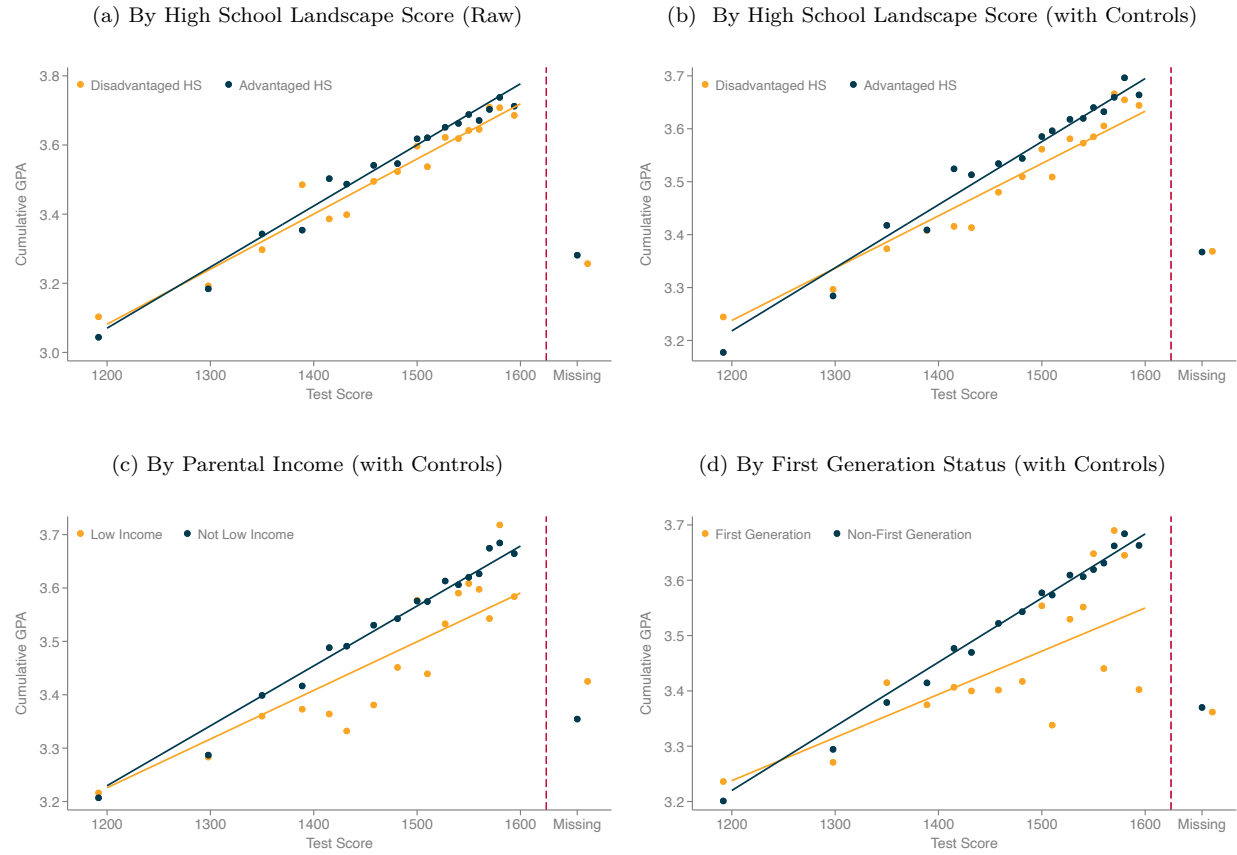 (a) By High School Landscape Score (Raw)
Disadvantaged HS
Advantaged HS
Cumulative GPA
3.8
3.6
3.4
3.2
3.0
1200
1300
1400
1500
1600
Missing
Test Score
(b) By High School Landscape Score (with Controls)
Disadvantaged HS
Advantaged HS
Cumulative GPA
3.7
3.6
3.5
3.4
3.3
3.2
1200
1300
1400
1500
1600
Missing
Test Score
(c) By Parental Income (with Controls)
Low Income
Not Low Income
Cumulative GPA
3.7
3.6
3.5
3.4
3.3
3.2
1200
1300
1400
1500
1600
Missing
Test Score
(d) By First Generation Status (with Controls)
First Generation
Non-First Generation
Cumulative GPA
3.7
3.6
3.5
3.4
3.3
3.2
1200
1300
1400
1500
1600
Missing
Test Score